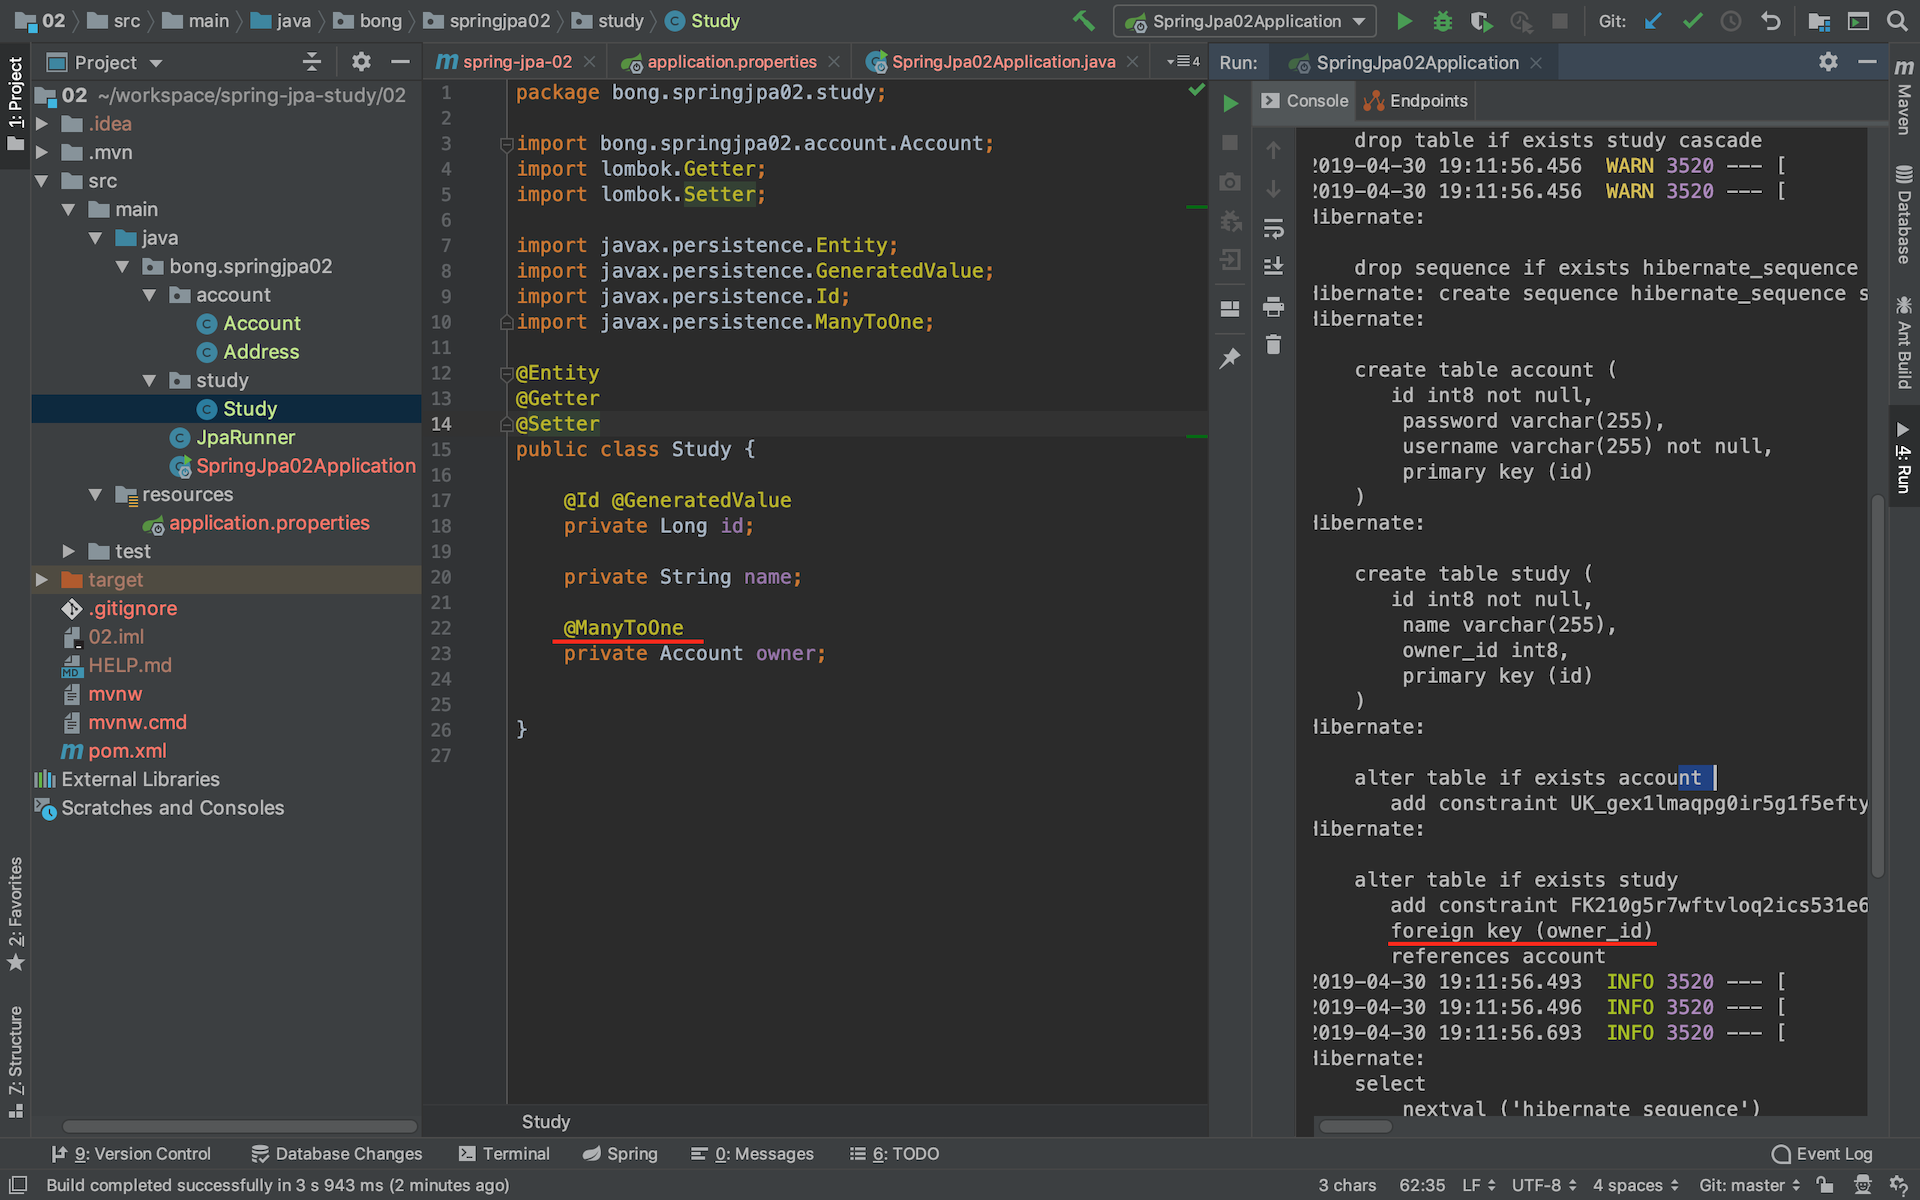 02 src main java bong springjpa02 study Study
SpringJpa02Application
Git:
1: Project
2: Favorites
7: Structure
Project
02 ~/workspace/spring-jpa-study/02
.idea
.mvn
src
main
java
bong.springjpa02
account
Account
Address
study
Study
JpaRunner
SpringJpa02Application
resources
application.properties
test
target
.gitignore
02.iml
HELP.md
mvnw
mvnw.cmd
pom.xml
External Libraries
Scratches and Consoles
spring-jpa-02
application.properties
SpringJpa02Application.java
4
1 package bong.springjpa02.study;
2
3 import bong.springjpa02.account.Account;
4 import lombok.Getter;
5 import lombok.Setter;
6
7 import javax.persistence.Entity;
8 import javax.persistence.GeneratedValue;
9 import javax.persistence.Id;
10 import javax.persistence.ManyToOne;
11
12 @Entity
13 @Getter
14 @Setter
15 public class Study {
16
17 @Id @GeneratedValue
18 private Long id;
19
20 private String name;
21
22 @ManyToOne
23 private Account owner;
24
25
26 }
27
Study
Run: SpringJpa02Application
Console Endpoints
drop table if exists study cascade
2019-04-30 19:11:56.456 WARN 3520 --- [
2019-04-30 19:11:56.456 WARN 3520 --- [
Hibernate:
drop sequence if exists hibernate_sequence
Hibernate: create sequence hibernate_sequence s
Hibernate:
create table account (
id int8 not null,
password varchar(255),
username varchar(255) not null,
primary key (id)
)
Hibernate:
create table study (
id int8 not null,
name varchar(255),
owner_id int8,
primary key (id)
)
Hibernate:
alter table if exists account
add constraint UK_gex1lmaqpg0ir5g1f5efty
Hibernate:
alter table if exists study
add constraint FK210g5r7wftvloq2ics531e6
foreign key (owner_id)
references account
2019-04-30 19:11:56.493 INFO 3520 --- [
2019-04-30 19:11:56.496 INFO 3520 --- [
2019-04-30 19:11:56.693 INFO 3520 --- [
Hibernate:
select
nextval ('hibernate_sequence')
Maven
Database
Ant Build
4: Run
9: Version Control Database Changes Terminal Spring 0: Messages 6: TODO Event Log
Build completed successfully in 3 s 943 ms (2 minutes ago) 3 chars 62:35 LF UTF-8 4 spaces Git: master